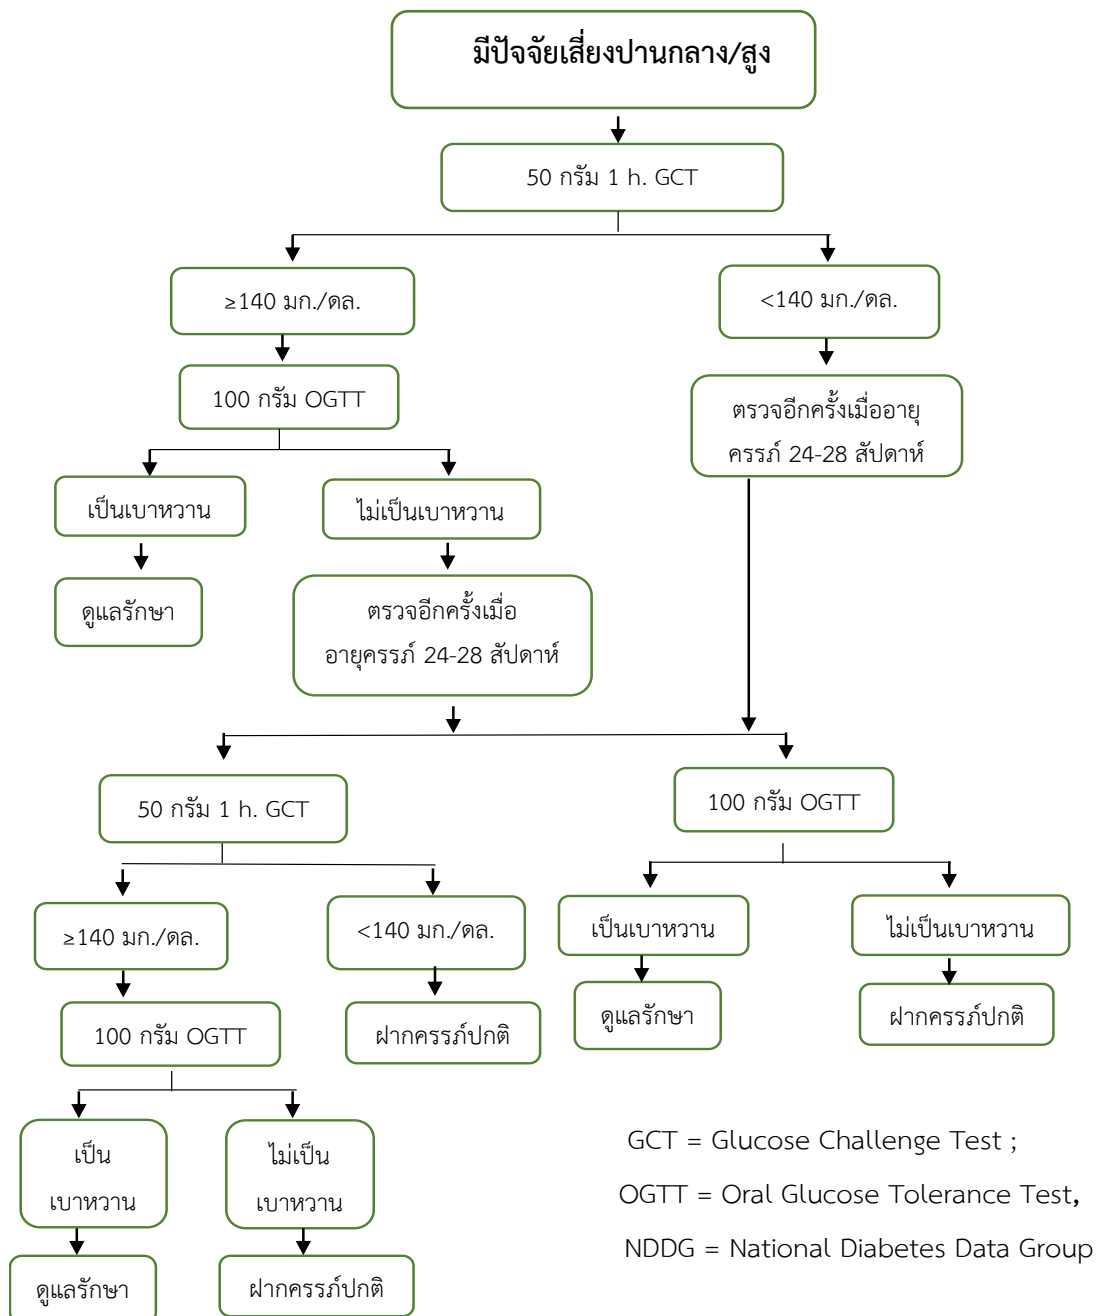 มีปัจจัยเสี่ยงปานกลาง/สูง
50 กรัม 1 h. GCT
≥140 มก./ดล.
<140 มก./ดล.
100 กรัม OGTT
ตรวจอีกครั้งเมื่ออายุ
ครรภ์ 24-28 สัปดาห์
เป็นเบาหวาน
ไม่เป็นเบาหวาน
ดูแลรักษา
ตรวจอีกครั้งเมื่อ
อายุครรภ์ 24-28 สัปดาห์
50 กรัม 1 h. GCT
100 กรัม OGTT
≥140 มก./ดล.
<140 มก./ดล.
เป็นเบาหวาน
ไม่เป็นเบาหวาน
100 กรัม OGTT
ฝากครรภ์ปกติ
ดูแลรักษา
ฝากครรภ์ปกติ
เป็น
เบาหวาน
ไม่เป็น
เบาหวาน
ดูแลรักษา
ฝากครรภ์ปกติ
GCT = Glucose Challenge Test ;
OGTT = Oral Glucose Tolerance Test,
NDDG = National Diabetes Data Group